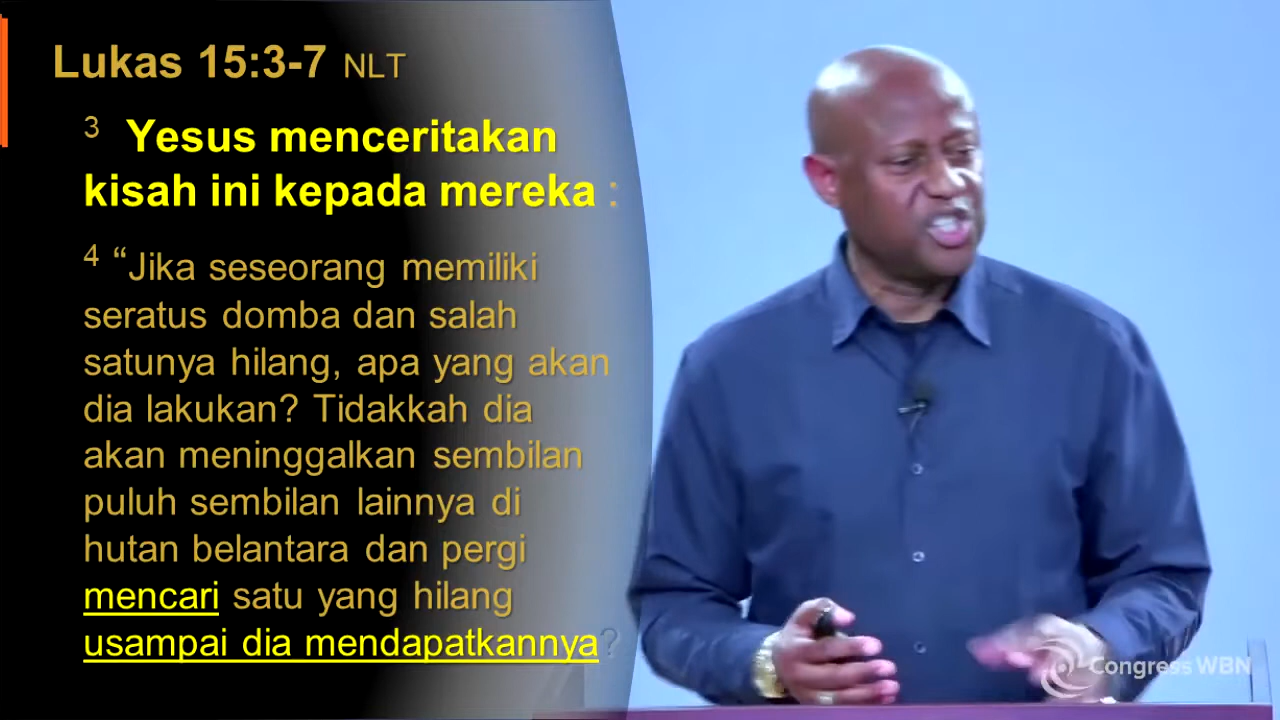 Lukas 15:3-7 NLT
3 Yesus menceritakan
kisah ini kepada mereka :
4 “Jika seseorang memiliki
seratus domba dan salah
satunya hilang, apa yang akan
dia lakukan? Tidakkah dia
akan meninggalkan sembilan
puluh sembilan lainnya di
hutan belantara dan pergi
mencari satu yang hilang
usampai dia mendapatkannya?
Congress WBN